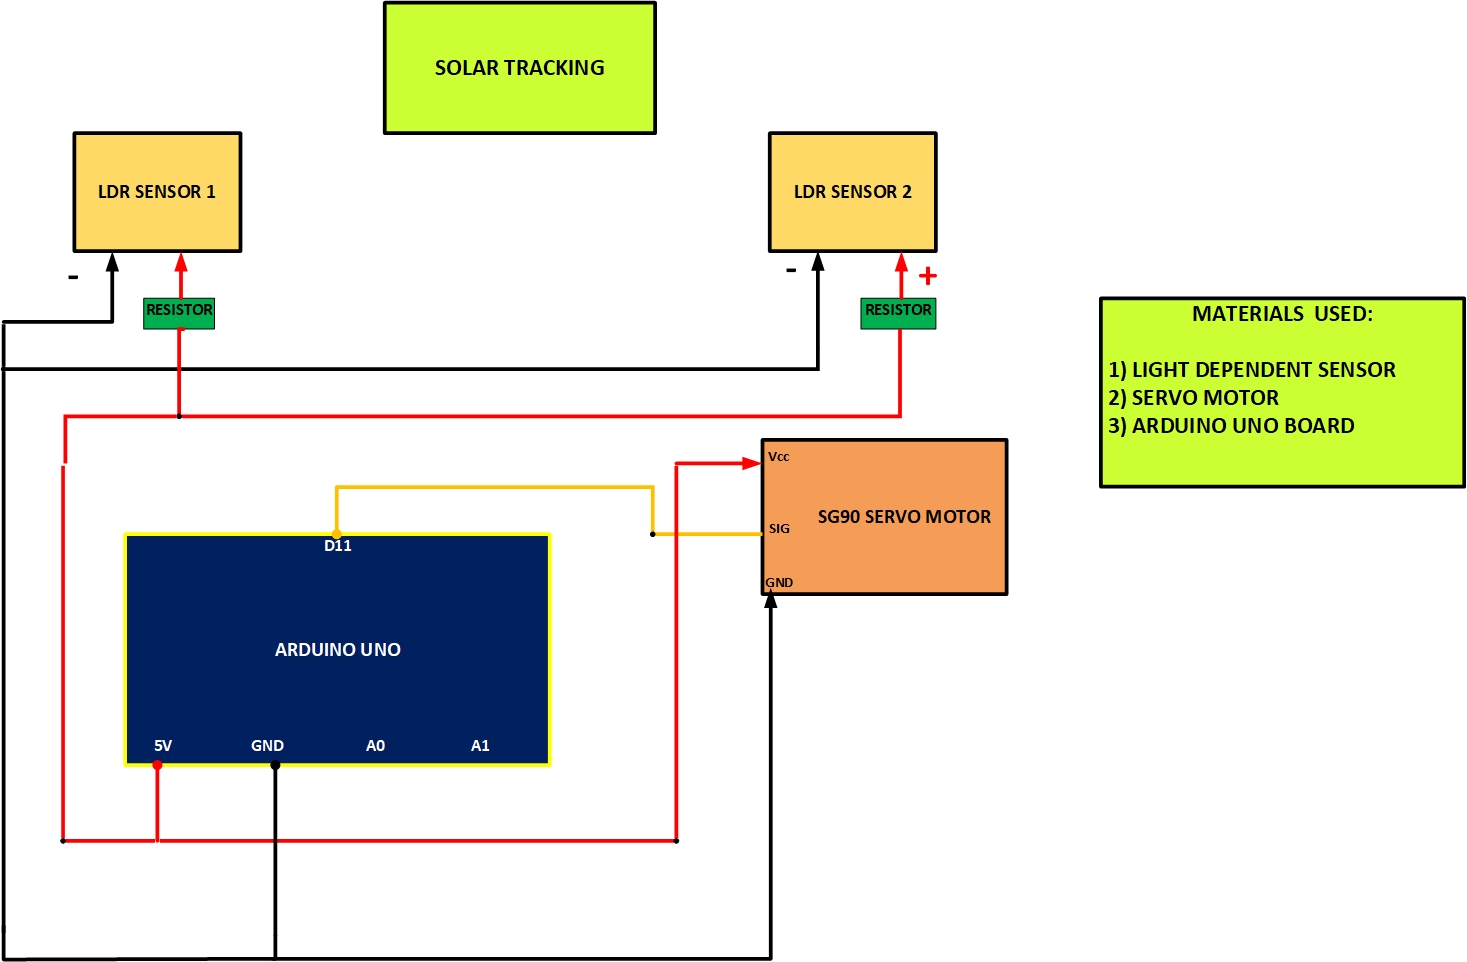 SOLAR TRACKING
LDR SENSOR 1
LDR SENSOR 2
-
-
+
RESISTOR
RESISTOR
MATERIALS USED:
1) LIGHT DEPENDENT SENSOR
2) SERVO MOTOR
3) ARDUINO UNO BOARD
Vcc
SG90 SERVO MOTOR
SIG
GND
D11
ARDUINO UNO
5V
GND
A0
A1